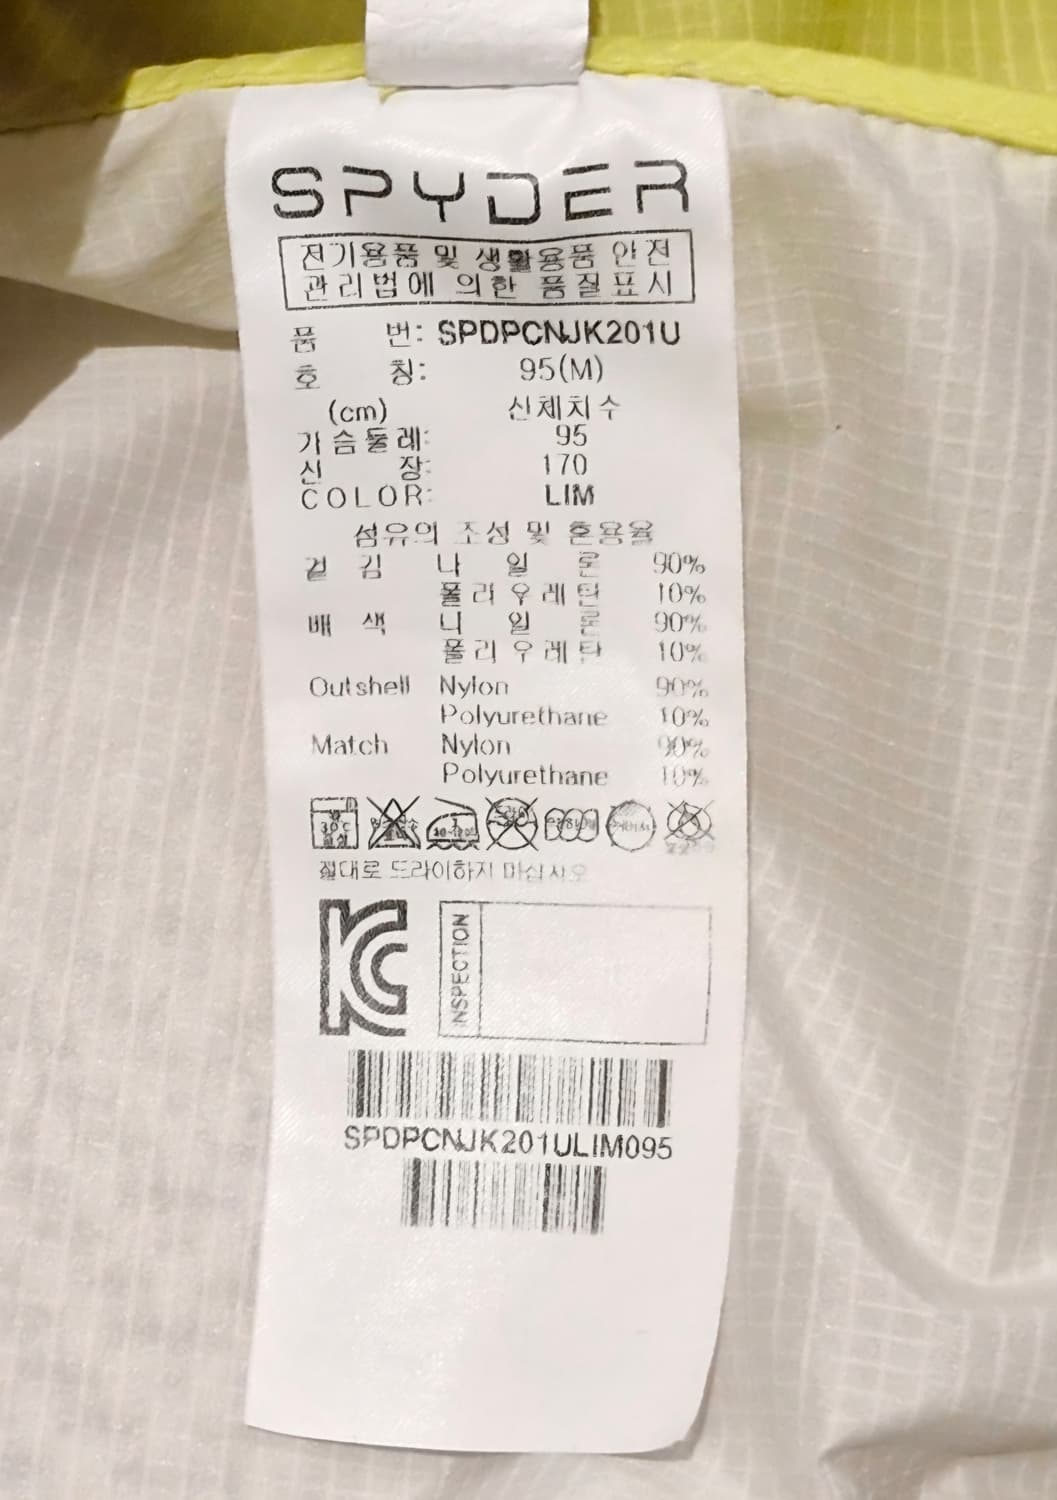 SPYDER
전기용품 및 생활용품 안전
관리법에 의한 품질표시
품 번: SPDPCNJK201U
호 칭: 95(M)
(cm) 신체치수
가슴둘레: 95
신 장: 170
COLOR: LIM
섬유의 조성 및 혼용율
겉 감 나 일 론 90%
폴리우레탄 10%
배 색 나 일 론 90%
폴리우레탄 10%
Outshell Nylon 90%
Polyurethane 10%
Match Nylon 90%
Polyurethane 10%
30℃
절대로 드라이하지 마십시오
KC
INSPECTION
SPDPCNJK201ULIM095